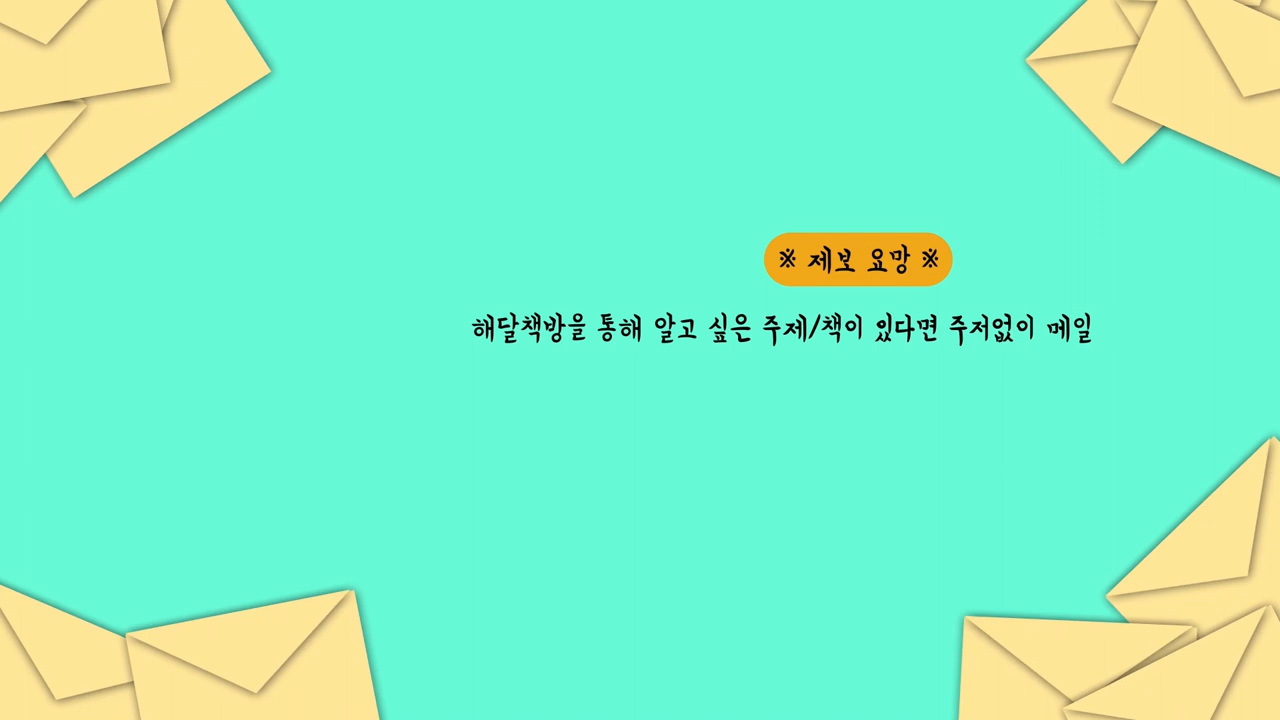 ※ 제보 요망 ※
해달책방을 통해 알고 싶은 주제/책이 있다면 주저없이 메일